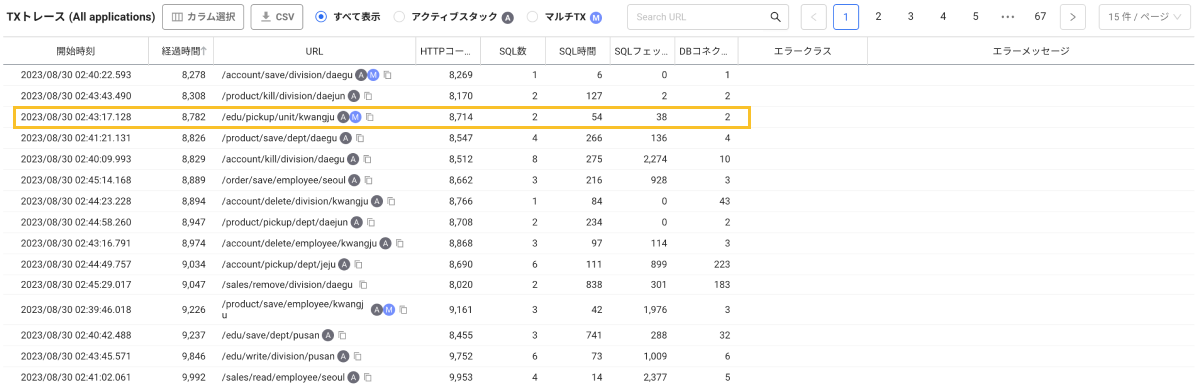 TXトレース (All applications) カラム選択 CSV すべて表示 アクティブスタック A マルチTX M Search URL 1 2 3 4 5 ••• 67 15 件 / ページ
開始時刻 経過時間↑ URL HTTPコー... SQL数 SQL時間 SQLフェッ... DBコネク... エラークラス エラーメッセージ
2023/08/30 02:40:22.593 8,278 /account/save/division/daegu A M 8,269 1 6 0 1
2023/08/30 02:43:43.490 8,308 /product/kill/division/daejun A 8,170 2 127 2 2
2023/08/30 02:43:17.128 8,782 /edu/pickup/unit/kwangju A M 8,714 2 54 38 2
2023/08/30 02:41:21.131 8,826 /product/save/dept/daegu A 8,547 4 266 136 4
2023/08/30 02:40:09.993 8,829 /account/kill/division/daegu A 8,512 8 275 2,274 10
2023/08/30 02:45:14.168 8,889 /order/save/employee/seoul A 8,662 3 216 928 3
2023/08/30 02:44:23.228 8,894 /account/delete/division/kwangju A 8,766 1 84 0 43
2023/08/30 02:44:58.260 8,947 /product/pickup/dept/daejun A 8,708 2 234 0 2
2023/08/30 02:43:16.791 8,974 /account/delete/employee/kwangju A 8,868 3 97 114 3
2023/08/30 02:44:49.757 9,034 /account/pickup/dept/jeju A 8,690 6 111 899 223
2023/08/30 02:45:29.017 9,047 /sales/remove/division/daegu 8,020 2 838 301 183
2023/08/30 02:39:46.018 9,226 /product/save/employee/kwangj A M 9,161 3 42 1,976 3
u
2023/08/30 02:40:42.488 9,237 /edu/save/dept/pusan A 8,455 3 741 288 32
2023/08/30 02:43:45.571 9,846 /edu/write/division/pusan A 9,752 6 73 1,009 6
2023/08/30 02:41:02.061 9,992 /sales/read/employee/seoul A 9,953 4 14 2,377 5